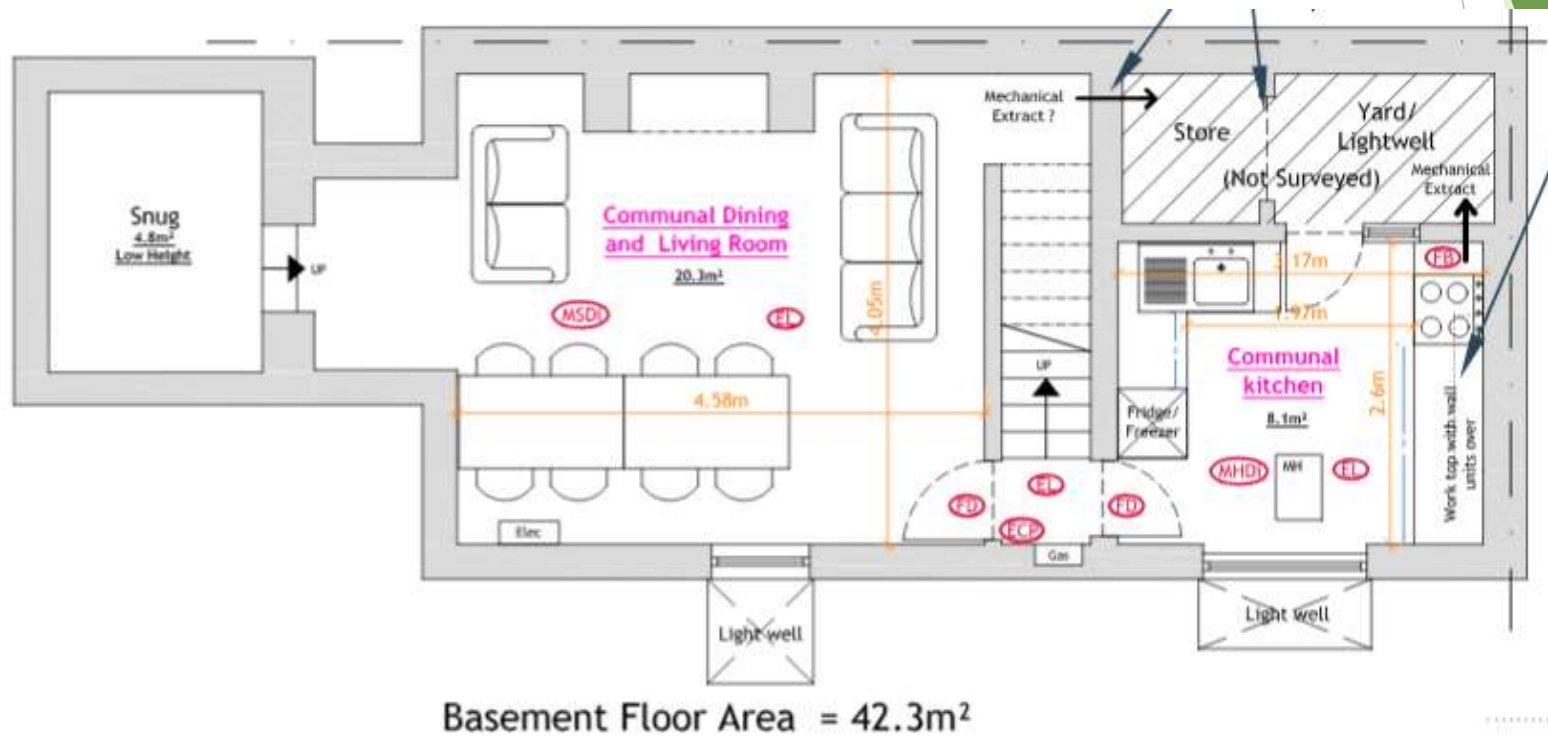 Snug
4.8m²
Low Height
UP
Communal Dining
and Living Room
20.3m²
MSDi
EL
4.05m
4.58m
Elec
Mechanical
Extract ?
UP
FD
EL
ECP
FD
Gas
Store
Yard/
Lightwell
(Not Surveyed)
Mechanical
Extract
FB
3.17m
1.97m
Communal
kitchen
8.1m²
2.6m
Fridge/
Freezer
MHDi
MH
EL
Work top with wall
units over
Light well
Light well
Basement Floor Area = 42.3m²